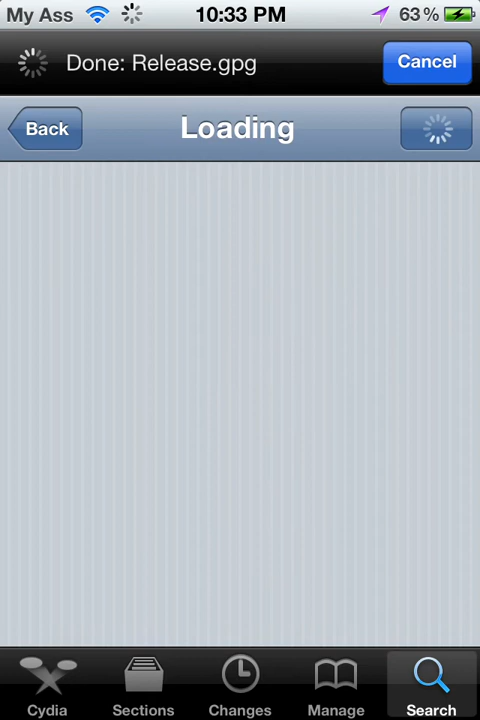 My Ass 10:33 PM 63%
Done: Release.gpg Cancel
Back Loading
Cydia Sections Changes Manage Search